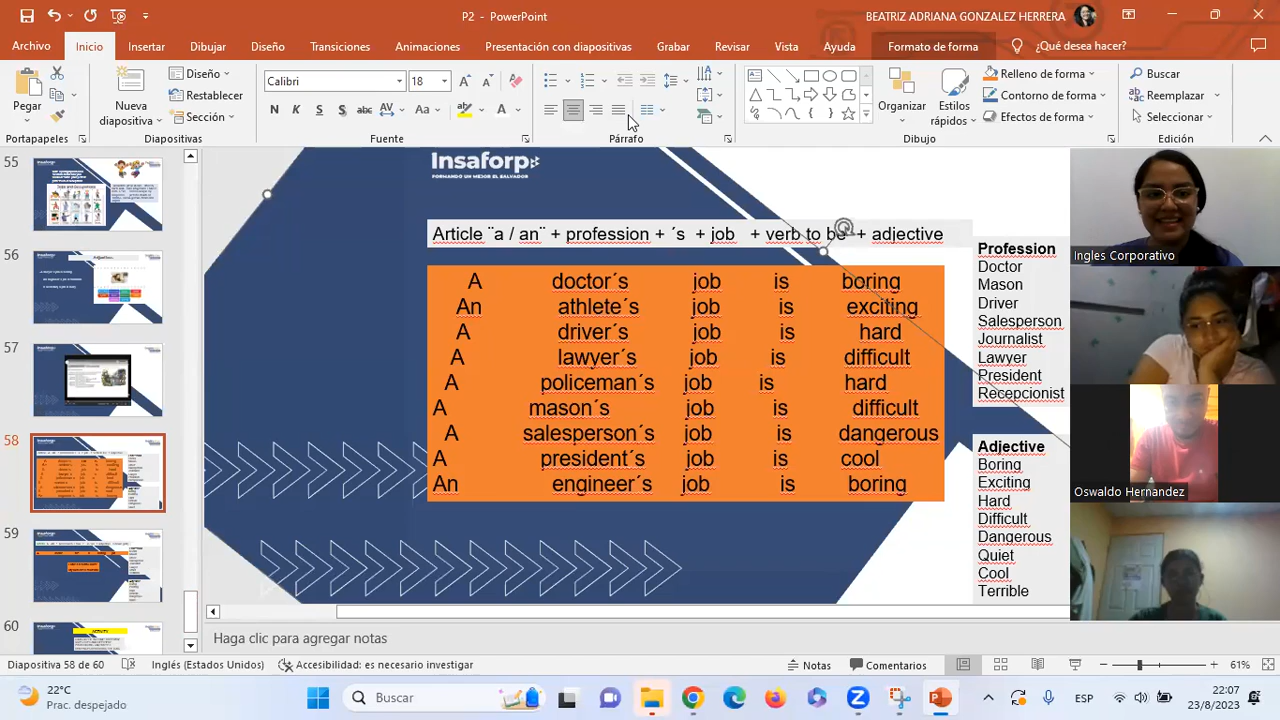 P2 - PowerPoint
BEATRIZ ADRIANA GONZALEZ HERRERA
Archivo Inicio Insertar Dibujar Diseño Transiciones Animaciones Presentación con diapositivas Grabar Revisar Vista Ayuda Formato de forma ¿Qué desea hacer?
Pegar
Portapapeles
Nueva
diapositiva
Diseño
Restablecer
Sección
Diapositivas
Calibri 18
N K S S abc AV Aa A
Fuente
Párrafo
Organizar
Estilos
rápidos
Relleno de forma
Contorno de forma
Efectos de forma
Dibujo
Buscar
Reemplazar
Seleccionar
Edición
55
56
57
58
59
60
Insaforp
FORMANDO UN MEJOR EL SALVADOR
Article ¨a / an¨ + profession + ´s + job + verb to be + adjective
A doctor´s job is boring
An athlete´s job is exciting
A driver´s job is hard
A lawyer´s job is difficult
A policeman´s job is hard
A mason´s job is difficult
A salesperson´s job is dangerous
A president´s job is cool
An engineer´s job is boring
Profession
Doctor
Mason
Driver
Salesperson
Journalist
Lawyer
President
Recepcionist
Adjective
Boring
Exciting
Hard
Difficult
Dangerous
Quiet
Cool
Terrible
Ingles Corporativo
Oswaldo Hernandez
Haga clic para agregar notas
Diapositiva 58 de 60 Inglés (Estados Unidos) Accesibilidad: es necesario investigar Notas Comentarios 61%
22°C
Prac. despejado
Buscar
ESP
22:07
23/8/2023